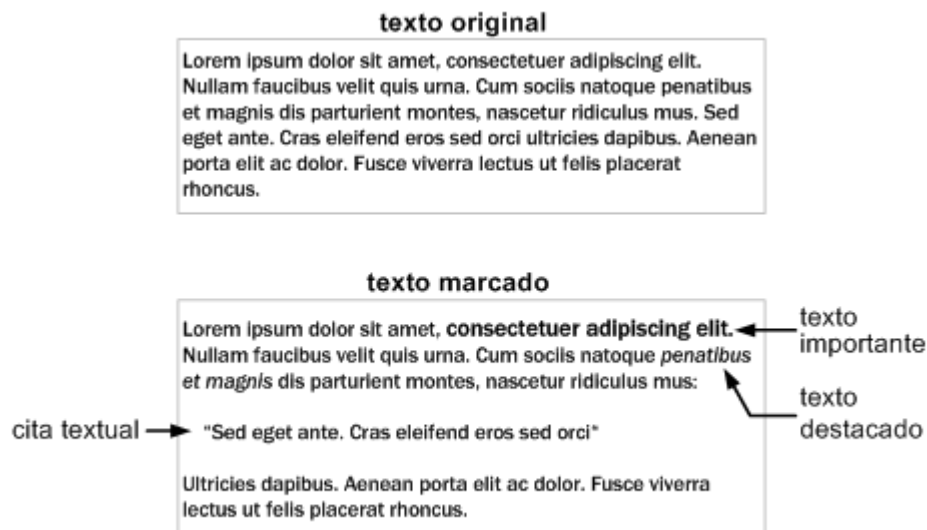 texto original
Lorem ipsum dolor sit amet, consectetuer adipiscing elit.
Nullam faucibus velit quis urna. Cum sociis natoque penatibus
et magnis dis parturient montes, nascetur ridiculus mus. Sed
eget ante. Cras eleifend eros sed orci ultricies dapibus. Aenean
porta elit ac dolor. Fusce viverra lectus ut felis placerat
rhoncus.
texto marcado
Lorem ipsum dolor sit amet, consectetuer adipiscing elit.
Nullam faucibus velit quis urna. Cum sociis natoque penatibus
et magnis dis parturient montes, nascetur ridiculus mus:
texto
importante
texto
destacado
cita textual
"Sed eget ante. Cras eleifend eros sed orci"
Ultricies dapibus. Aenean porta elit ac dolor. Fusce viverra
lectus ut felis placerat rhoncus.